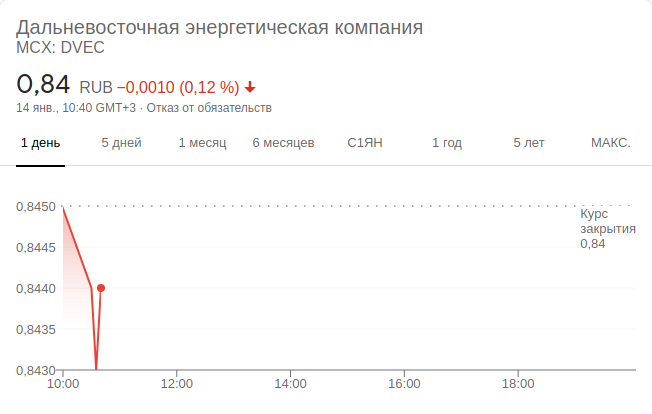 Дальневосточная энергетическая компания
MCX: DVEC
0,84 RUB −0,0010 (0,12 %)
14 янв., 10:40 GMT+3 · Отказ от обязательств
1 день 5 дней 1 месяц 6 месяцев С1ЯН 1 год 5 лет МАКС.
0,8450
Курс
закрытия
0,84
0,8445
0,8440
0,8435
0,8430
10:00 12:00 14:00 16:00 18:00